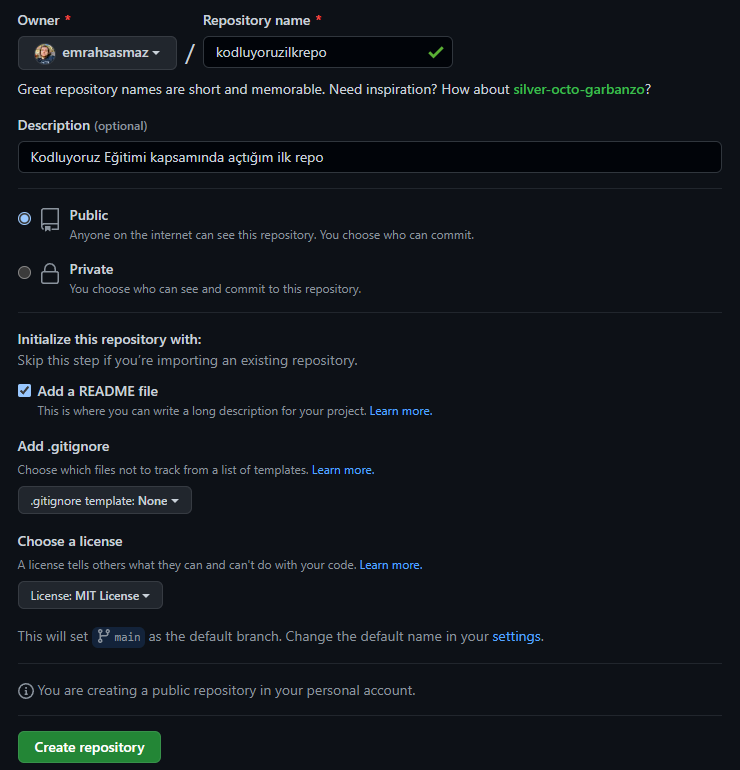 Owner * Repository name *
emrahsasmaz / kodluyoruzilkrepo
Great repository names are short and memorable. Need inspiration? How about silver-octo-garbanzo?
Description (optional)
Kodluyoruz Eğitimi kapsamında açtığım ilk repo
Public
Anyone on the internet can see this repository. You choose who can commit.
Private
You choose who can see and commit to this repository.
Initialize this repository with:
Skip this step if you're importing an existing repository.
Add a README file
This is where you can write a long description for your project. Learn more.
Add .gitignore
Choose which files not to track from a list of templates. Learn more.
.gitignore template: None
Choose a license
A license tells others what they can and can't do with your code. Learn more.
License: MIT License
This will set main as the default branch. Change the default name in your settings.
You are creating a public repository in your personal account.
Create repository